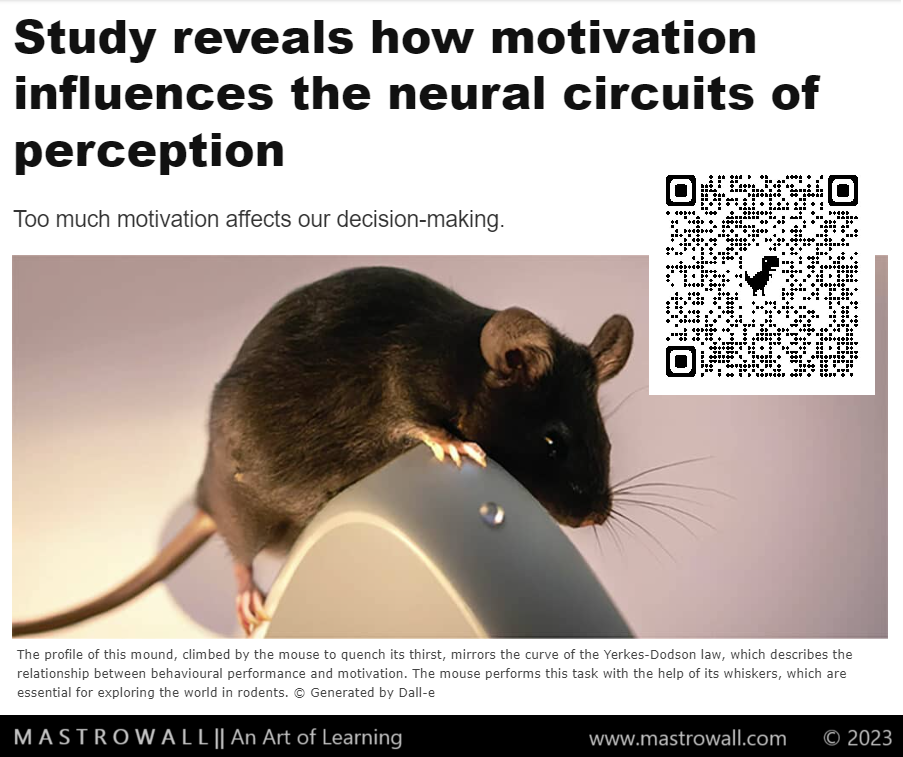 Study reveals how motivation
influences the neural circuits of
perception
Too much motivation affects our decision-making.
The profile of this mound, climbed by the mouse to quench its thirst, mirrors the curve of the Yerkes-Dodson law, which describes the
relationship between behavioural performance and motivation. The mouse performs this task with the help of its whiskers, which are
essential for exploring the world in rodents. © Generated by Dall-e
MASTROWALL|| An Art of Learning
www.mastrowall.com
© 2023